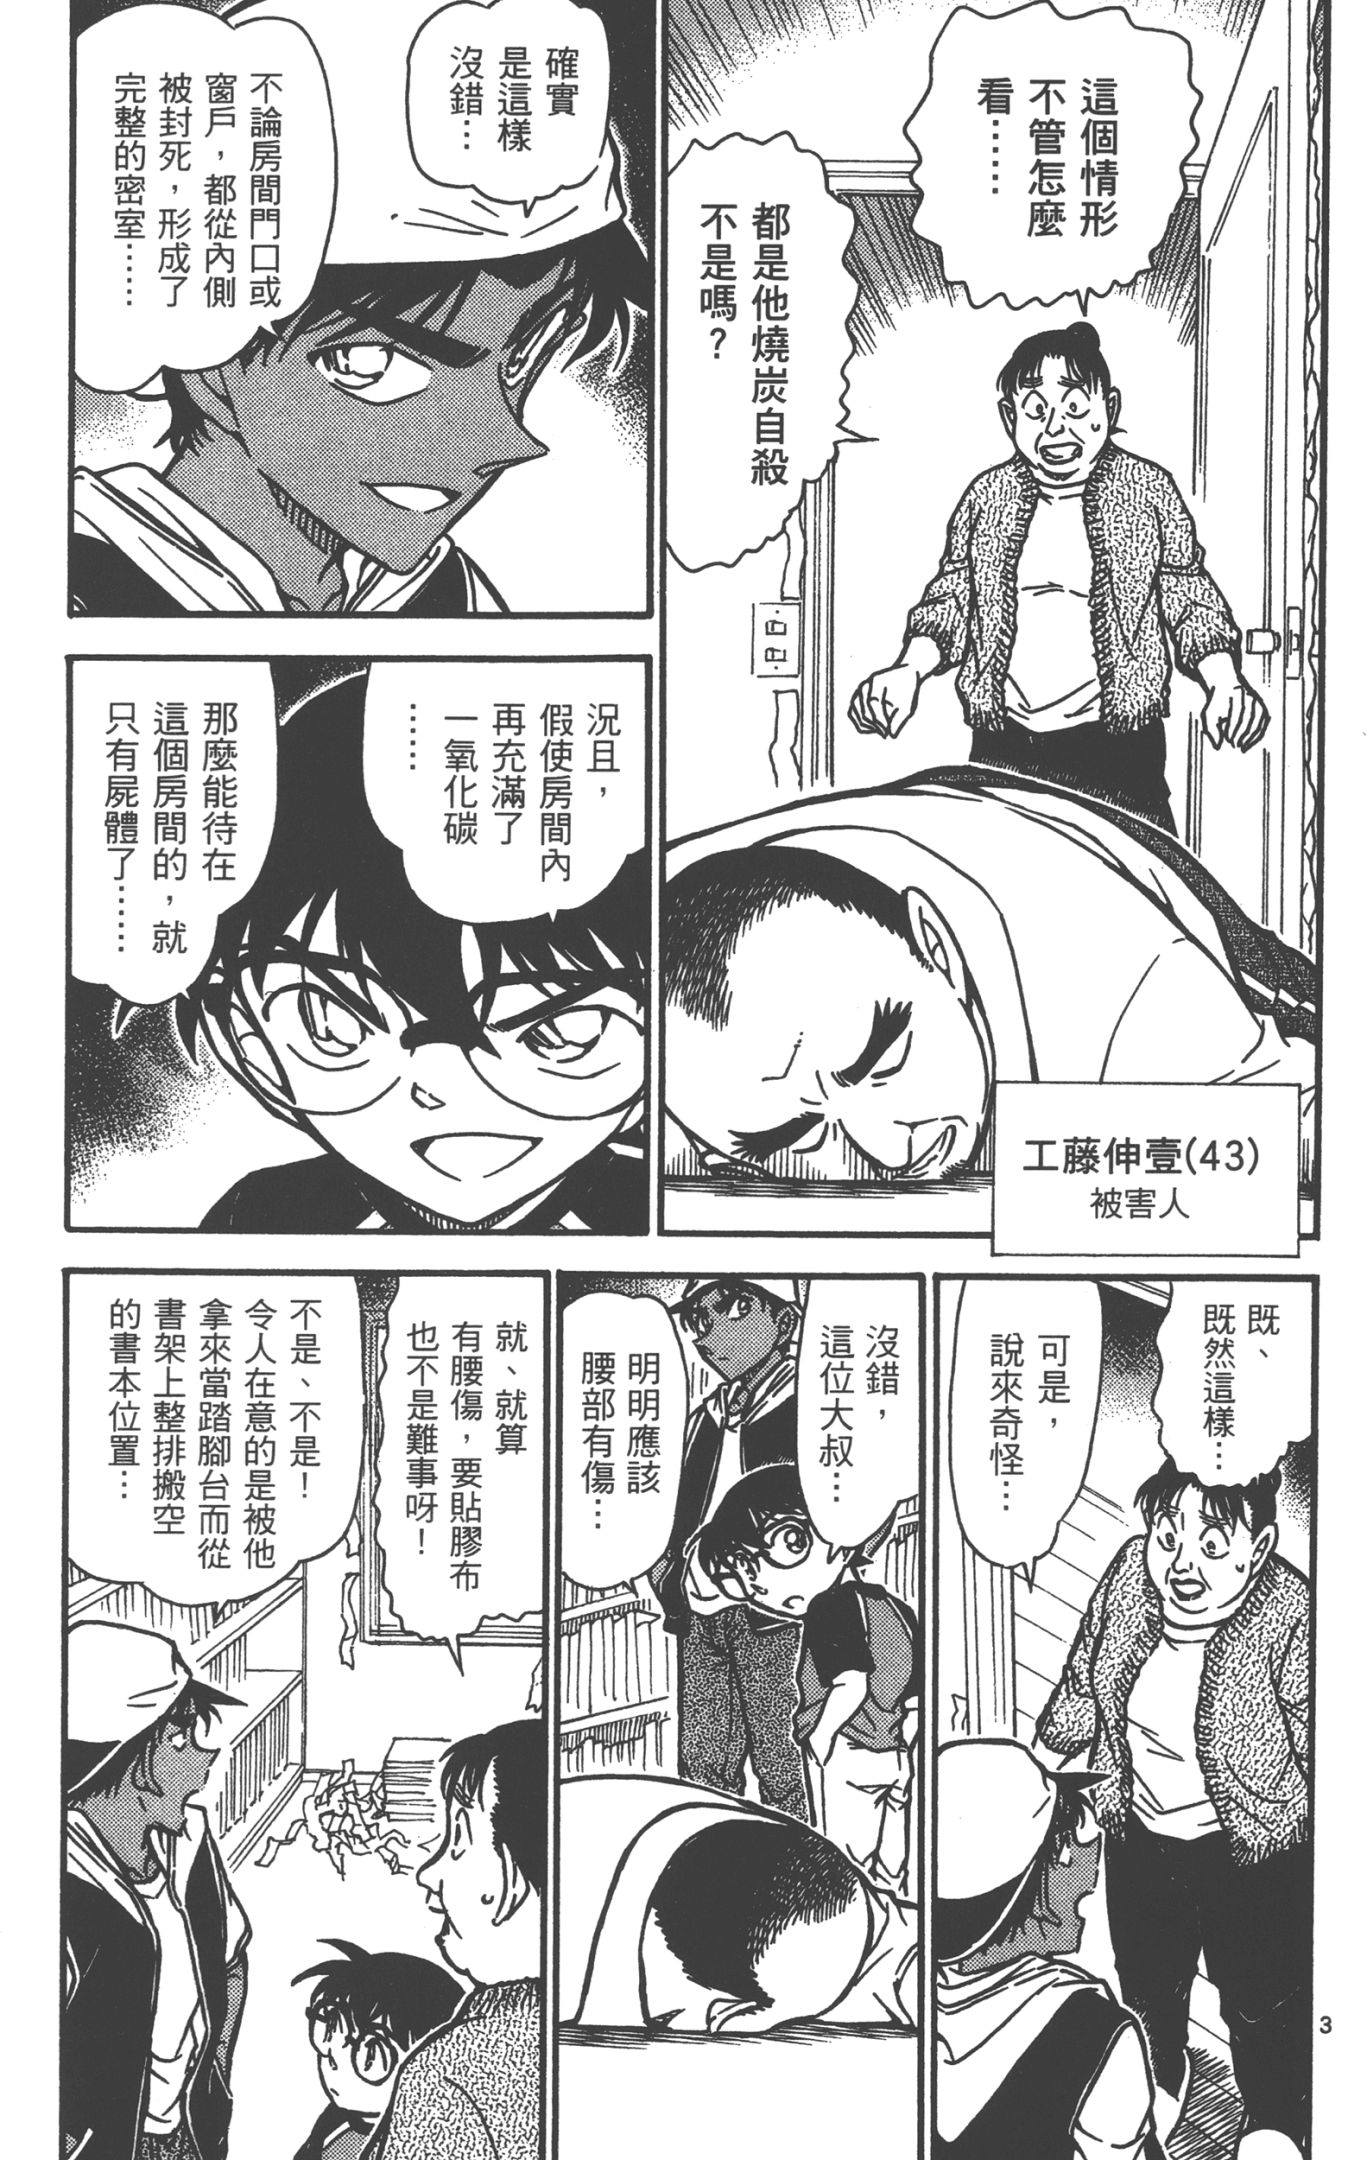 這個情形
不管怎麼
看……
都是他燒炭自殺
不是嗎？
工藤伸壹(43)
被害人
確實
是這樣
沒錯…
不論房間門口或
窗戶，都從內側
被封死，形成了
完整的密室……
況且，
假使房間內
再充滿了
一氧化碳
……
那麼能待在
這個房間的，就
只有屍體了……
既、
既然這樣…
可是，
說來奇怪…
沒錯，
這位大叔…
明明應該
腰部有傷…
就、就算
有腰傷，要貼膠布
也不是難事呀！
不是、不是！
令人在意的是被他
拿來當踏腳台而從
書架上整排搬空
的書本位置…
3